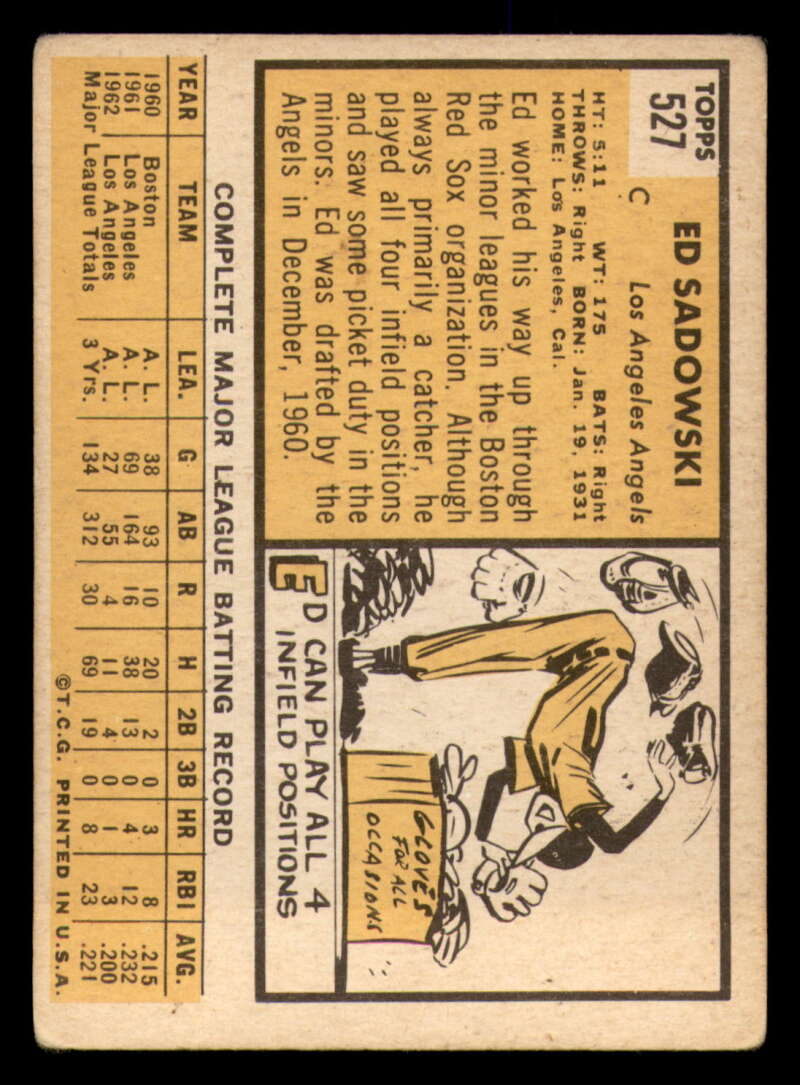 TOPPS
527
ED SADOWSKI
C Los Angeles Angels
HT: 5:11 WT: 175 BATS: Right
THROWS: Right BORN: Jan. 19, 1931
HOME: Los Angeles, Cal.
Ed worked his way up through
the minor leagues in the Boston
Red Sox organization. Although
always primarily a catcher, he
played all four infield positions
and saw some picket duty in the
minors. Ed was drafted by the
Angels in December, 1960.
GLOVES
FOR ALL
OCCASIONS
ED CAN PLAY ALL 4
INFIELD POSITIONS
COMPLETE MAJOR LEAGUE BATTING RECORD
YEAR TEAM LEA. G AB R H 2B 3B HR RBI AVG.
1960 Boston A. L. 38 93 10 20 2 0 3 8 .215
1961 Los Angeles A. L. 69 164 16 38 13 0 4 12 .232
1962 Los Angeles A. L. 27 55 4 11 4 0 1 3 .200
Major League Totals 3 Yrs. 134 312 30 69 19 0 8 23 .221
©T.C.G. PRINTED IN U.S.A.